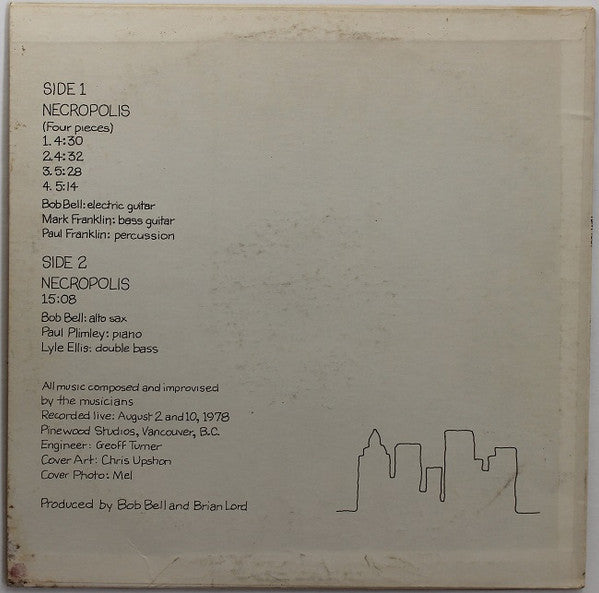 SIDE 1
NECROPOLIS
(Four pieces)
1. 4:30
2. 4:32
3. 5:28
4. 5:14
Bob Bell: electric guitar
Mark Franklin: bass guitar
Paul Franklin: percussion
SIDE 2
NECROPOLIS
15:08
Bob Bell: alto sax
Paul Plimley: piano
Lyle Ellis: double bass
All music composed and improvised
by the musicians
Recorded live: August 2 and 10, 1978
Pinewood Studios, Vancouver, B.C.
Engineer: Geoff Turner
Cover Art: Chris Upshon
Cover Photo: Mel
Produced by Bob Bell and Brian Lord